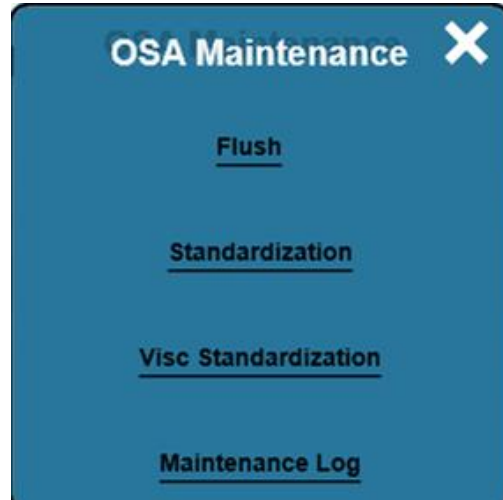 OSA Maintenance
Flush
Standardization
Visc Standardization
Maintenance Log